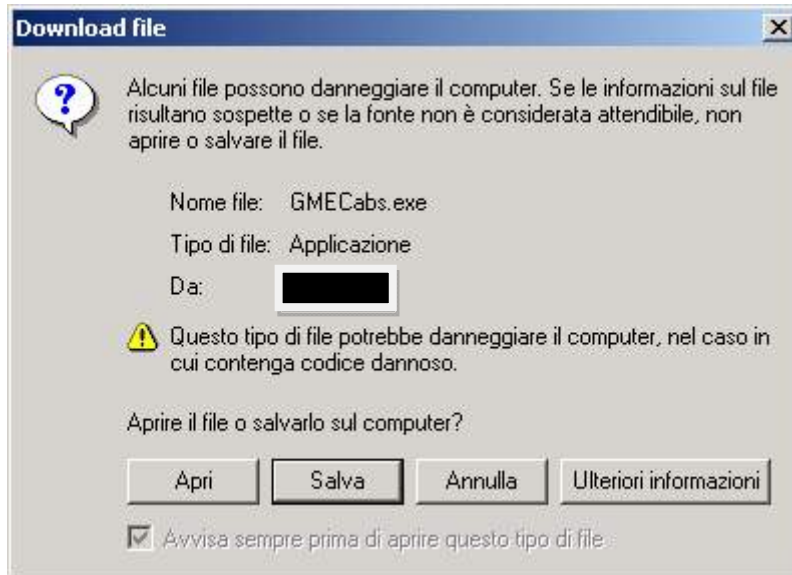 Download file
Alcuni file possono danneggiare il computer. Se le informazioni sul file
risultano sospette o se la fonte non è considerata attendibile, non
aprire o salvare il file.
Nome file: GMECabs.exe
Tipo di file: Applicazione
Da:
Questo tipo di file potrebbe danneggiare il computer, nel caso in
cui contenga codice dannoso.
Aprire il file o salvarlo sul computer?
Apri Salva Annulla Ulteriori informazioni
Avvisa sempre prima di aprire questo tipo di file